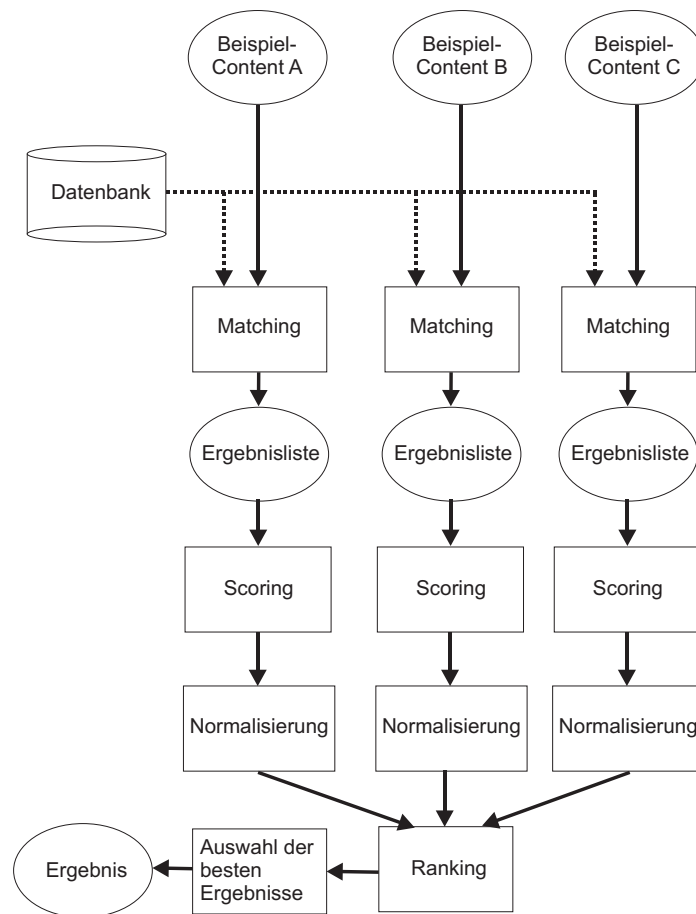 Beispiel-
Content A
Beispiel-
Content B
Beispiel-
Content C
Datenbank
Matching
Matching
Matching
Ergebnisliste
Ergebnisliste
Ergebnisliste
Scoring
Scoring
Scoring
Normalisierung
Normalisierung
Normalisierung
Ergebnis
Auswahl der
besten
Ergebnisse
Ranking